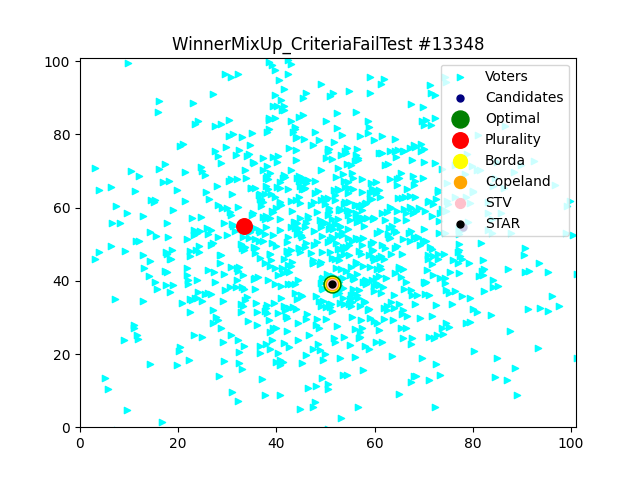 WinnerMixUp_CriteriaFailTest #13348
Voters
Candidates
Optimal
Plurality
Borda
Copeland
STV
STAR
100
80
60
40
20
0
0 20 40 60 80 100